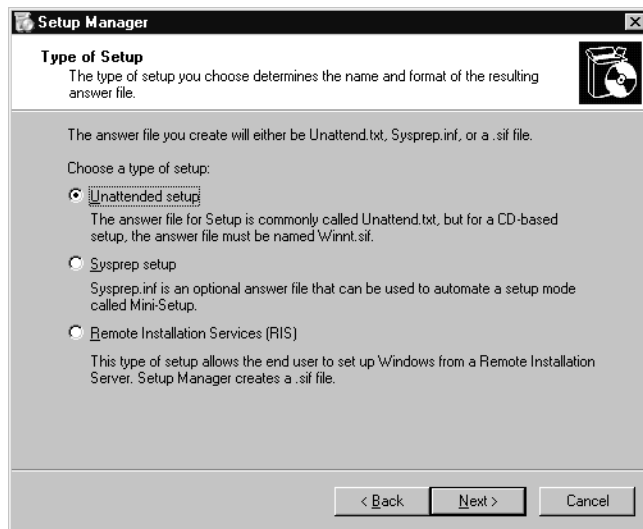 Setup Manager
Type of Setup
The type of setup you choose determines the name and format of the resulting
answer file.
The answer file you create will either be Unattend.txt, Sysprep.inf, or a .sif file.
Choose a type of setup:
Unattended setup
The answer file for Setup is commonly called Unattend.txt, but for a CD-based
setup, the answer file must be named Winnt.sif.
Sysprep setup
Sysprep.inf is an optional answer file that can be used to automate a setup mode
called Mini-Setup.
Remote Installation Services (RIS)
This type of setup allows the end user to set up Windows from a Remote Installation
Server. Setup Manager creates a .sif file.
< Back Next > Cancel